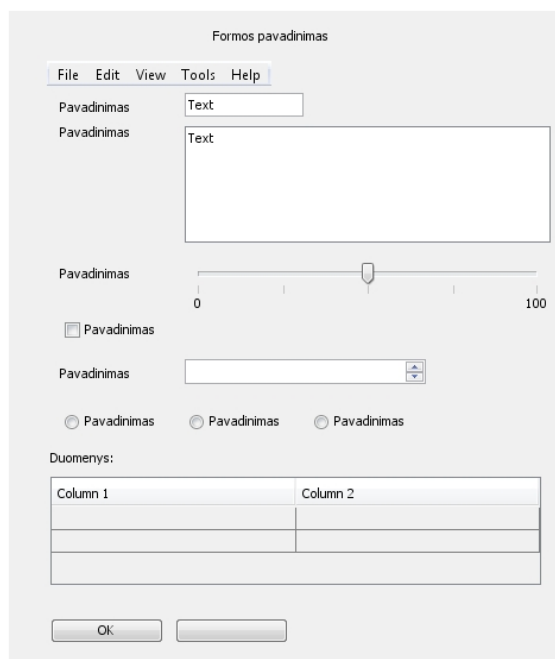 Formos pavadinimas
File Edit View Tools Help
Pavadinimas Text
Pavadinimas Text
Pavadinimas
0 100
Pavadinimas
Pavadinimas
Pavadinimas Pavadinimas Pavadinimas
Duomenys:
Column 1 Column 2
OK